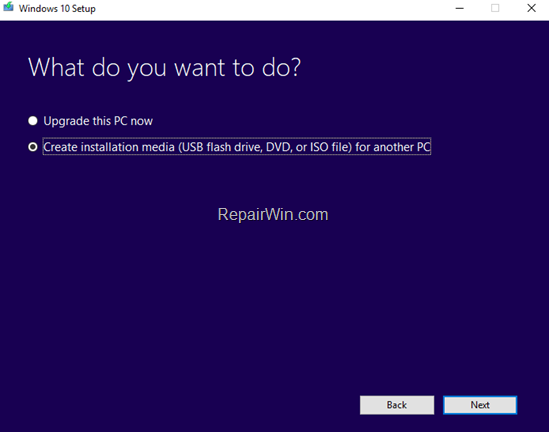 Windows 10 Setup
What do you want to do?
Upgrade this PC now
Create installation media (USB flash drive, DVD, or ISO file) for another PC
RepairWin.com
Back
Next